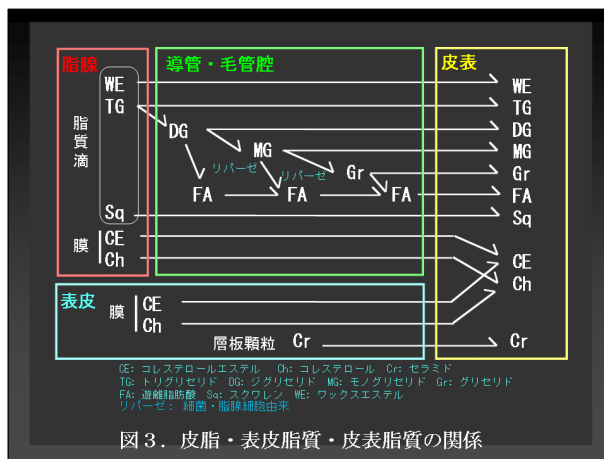 脂腺
導管・毛管腔
皮表
WE
WE
TG
TG
脂質滴
DG
DG
MG
MG
リパーゼ
リパーゼ
Gr
Gr
FA
FA
FA
FA
Sq
Sq
膜
CE
Ch
CE
Ch
表皮
膜
CE
Ch
層板顆粒 Cr
Cr
CE: コレステロールエステル Ch: コレステロール Cr: セラミド
TG: トリグリセリド DG: ジグリセリド MG: モノグリセリド Gr: グリセリド
FA: 遊離脂肪酸 Sq: スクワレン WE: ワックスエステル
リパーゼ: 細菌・脂腺細胞由来
図3. 皮脂・表皮脂質・皮表脂質の関係